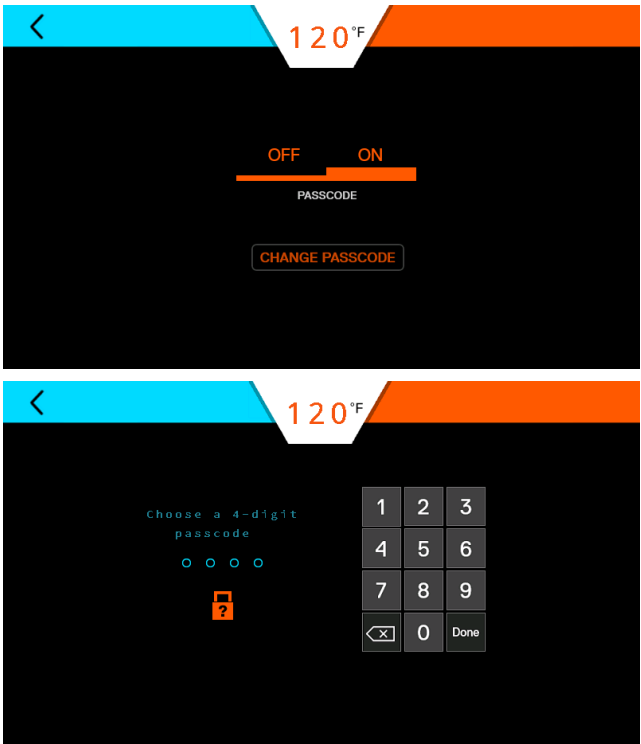 120°F
OFF ON
PASSCODE
CHANGE PASSCODE
120°F
Choose a 4-digit
passcode
?
1 2 3
4 5 6
7 8 9
0 Done